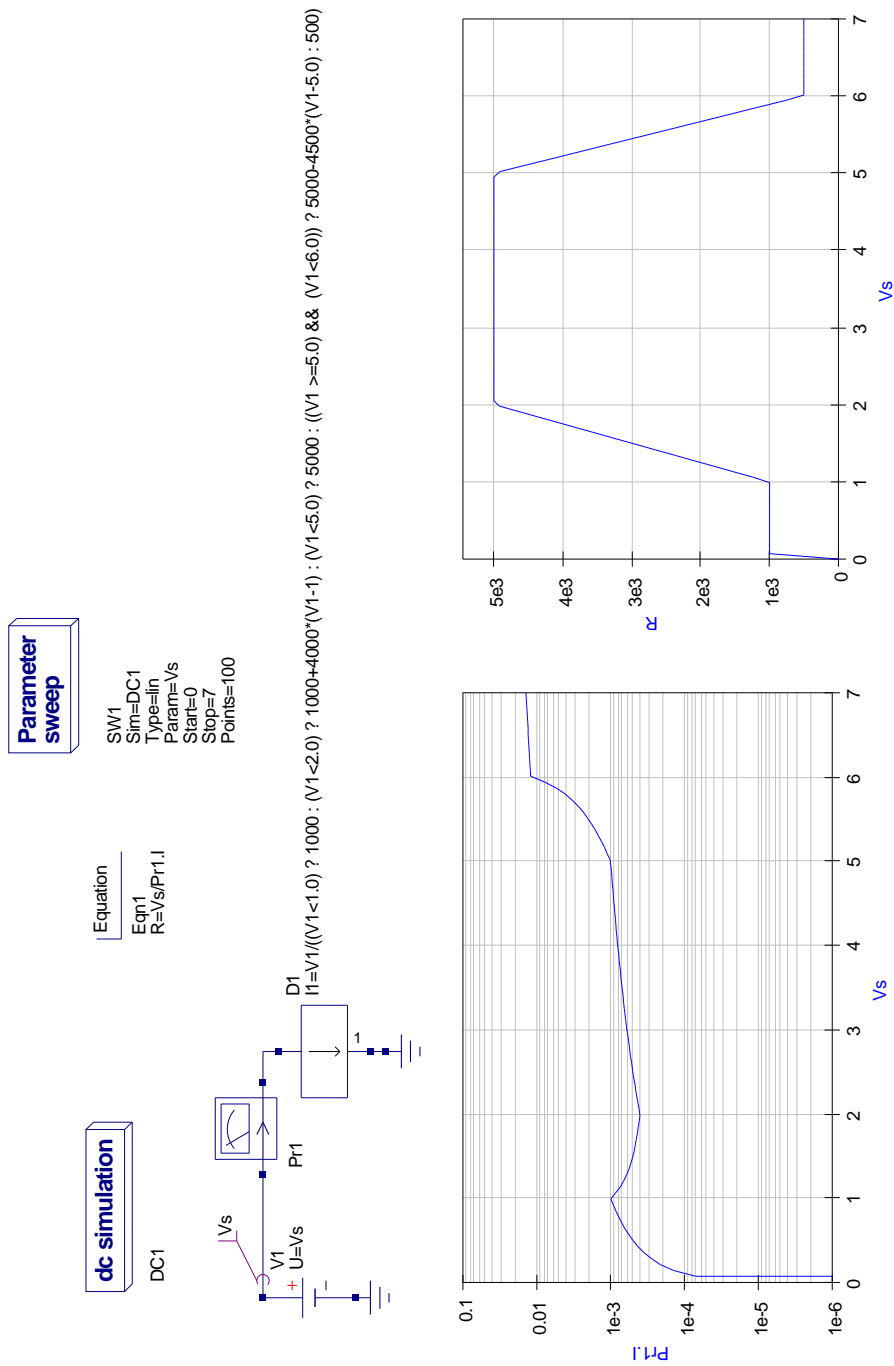 dc simulation
DC1
Equation
Eqn1
R=Vs/Pr1.I
Parameter
sweep
SW1
Sim=DC1
Type=lin
Param=Vs
Start=0
Stop=7
Points=100
Vs
+
V1
U=Vs
-
Pr1
D1
I1=V1/((V1<1.0) ? 1000 : (V1<2.0) ? 1000+4000*(V1-1) : (V1<5.0) ? 5000 : ((V1 >=5.0) && (V1<6.0)) ? 5000-4500*(V1-5.0) : 500)
1
0.1
0.01
1e-3
1e-4
1e-5
1e-6
Pr1.I
0 1 2 3 4 5 6 7
Vs
5e3
4e3
3e3
2e3
1e3
0
R
0 1 2 3 4 5 6 7
Vs